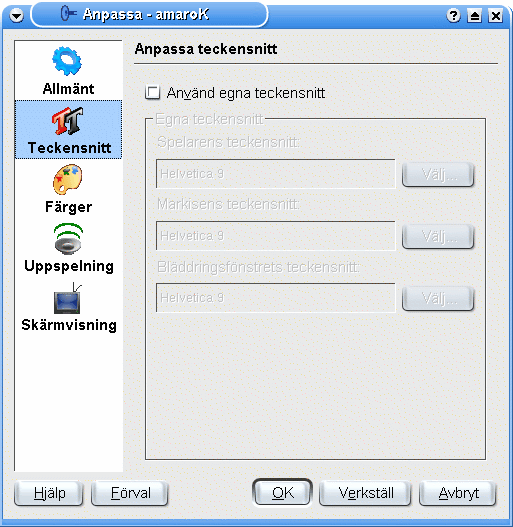 Anpassa - amaroK
Allmänt
Teckensnitt
Färger
Uppspelning
Skärmvisning
Anpassa teckensnitt
Använd egna teckensnitt
Egna teckensnitt
Spelarens teckensnitt:
Helvetica 9 Välj...
Markisens teckensnitt:
Helvetica 9 Välj...
Bläddringsfönstrets teckensnitt:
Helvetica 9 Välj...
Hjälp Förval OK Verkställ Avbryt